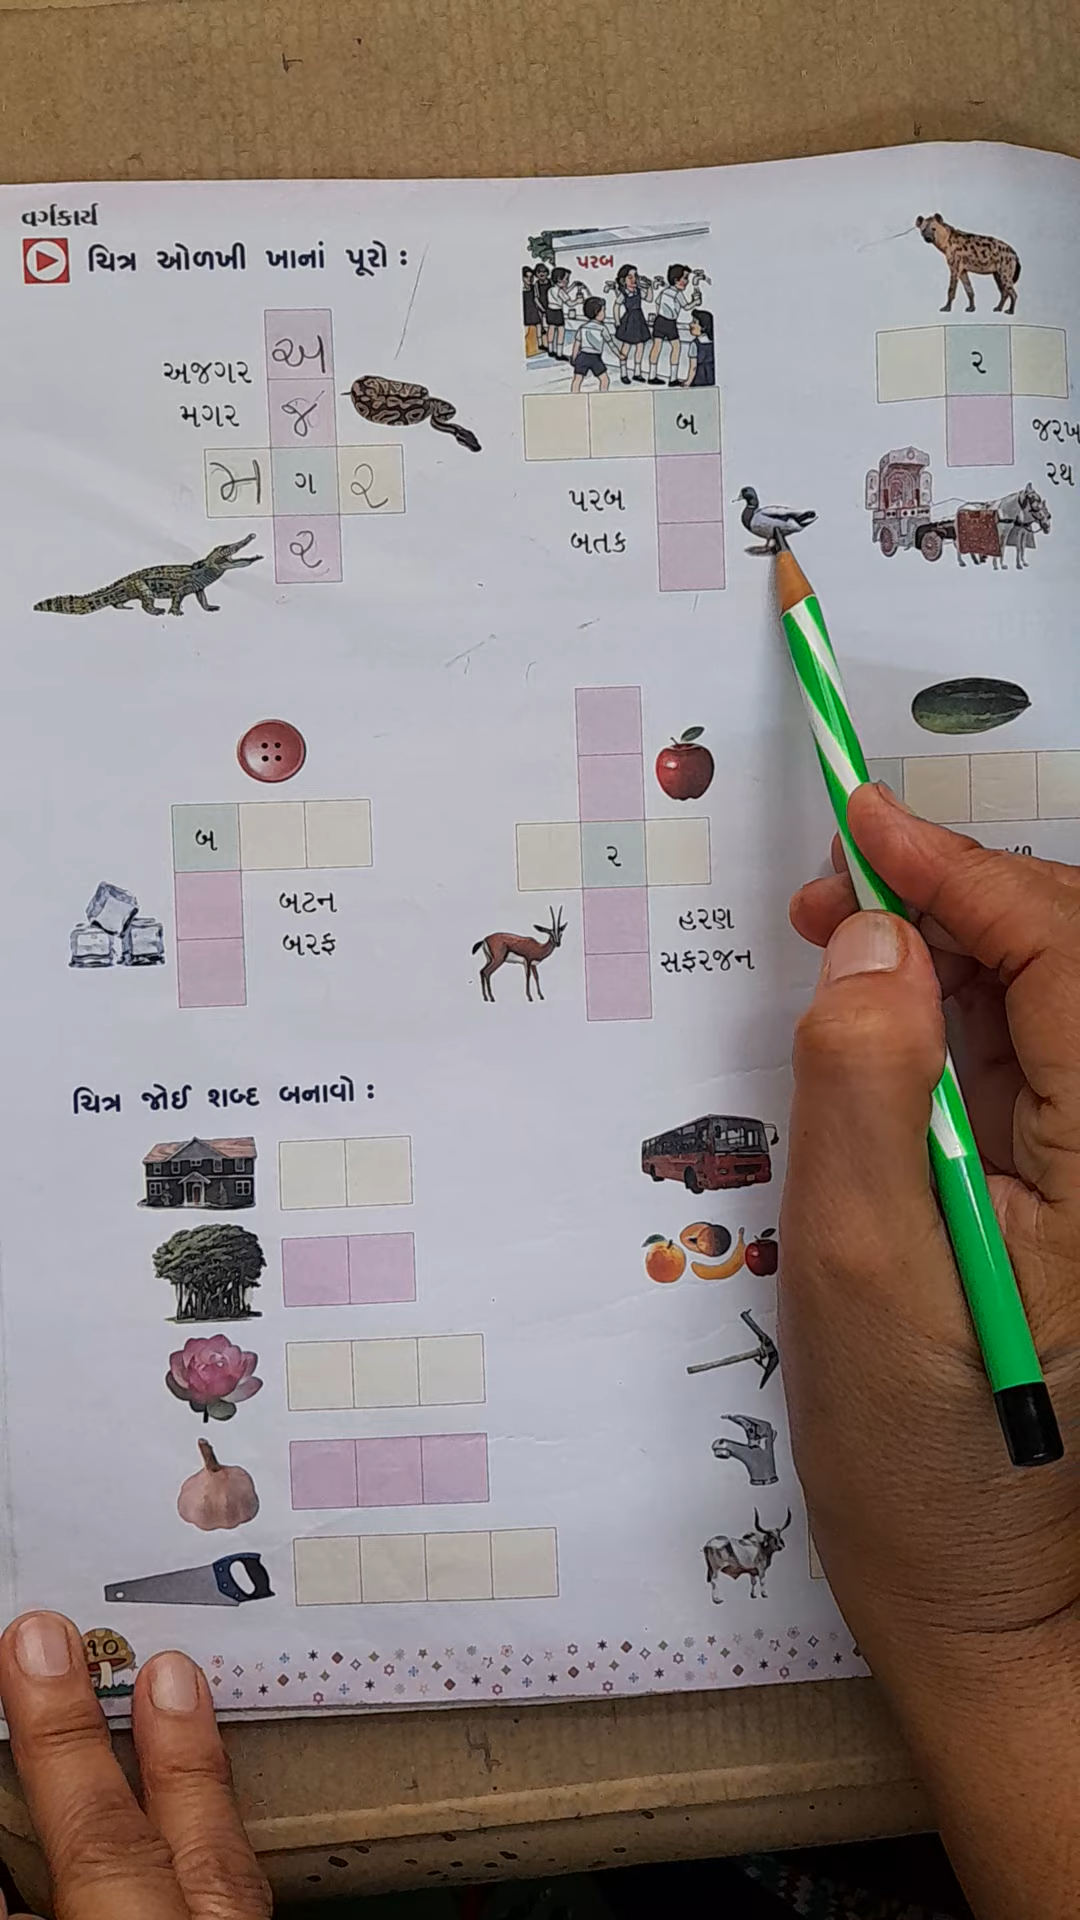 વર્ગકાર્ય
ચિત્ર ઓળખી ખાનાં પૂરો :
અજગર
મગર
અ
જ
મ ગ ર
ર
પરબ
બ
પરબ
બતક
ર
જરખ
રથ
બ
બટન
બરફ
ર
હરણ
સફરજન
ચિત્ર જોઈ શબ્દ બનાવો :
૧૦